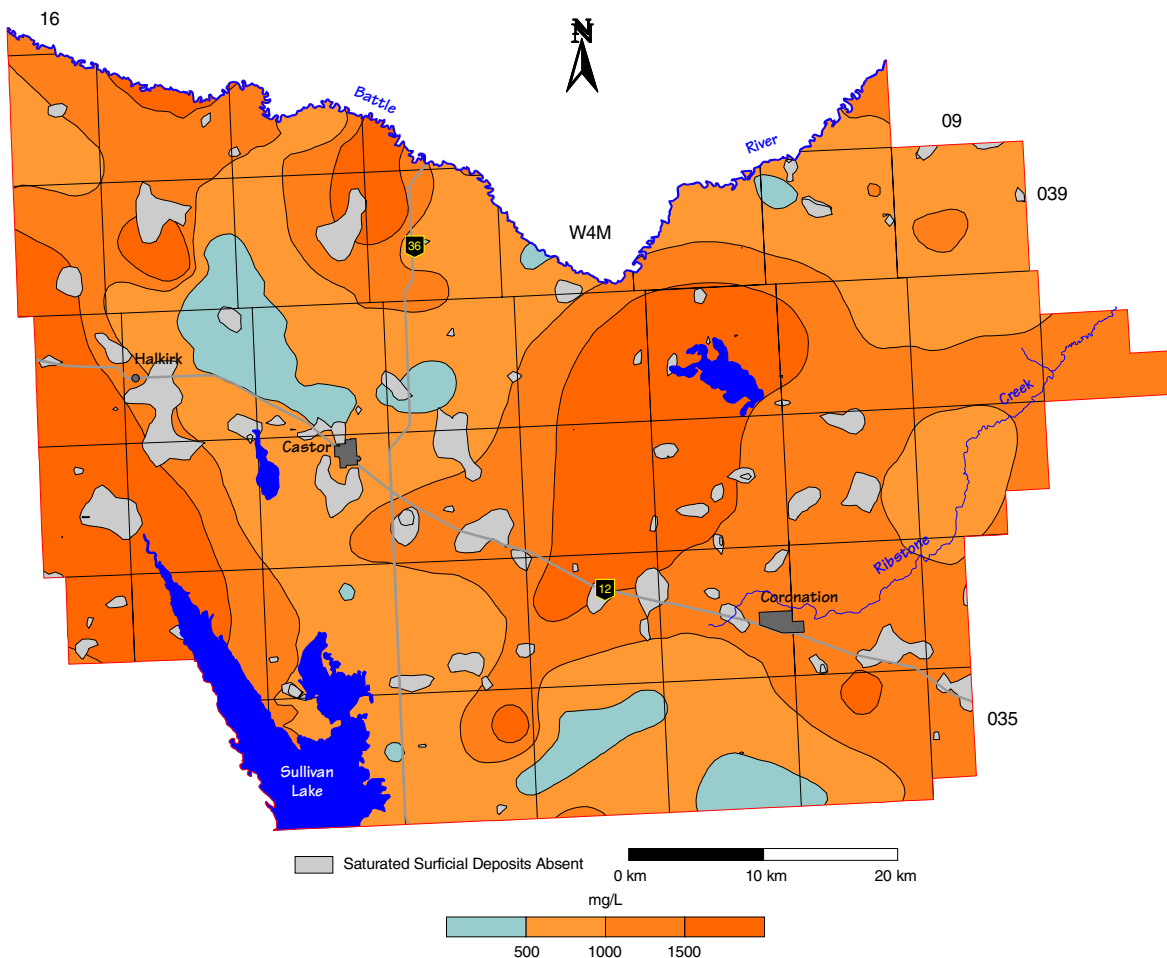 16
N
Battle
River
09
039
W4M
36
Halkirk
Creek
Castor
Ribstone
12
Coronation
035
Sullivan
Lake
Saturated Surficial Deposits Absent
0 km
10 km
20 km
mg/L
500
1000
1500